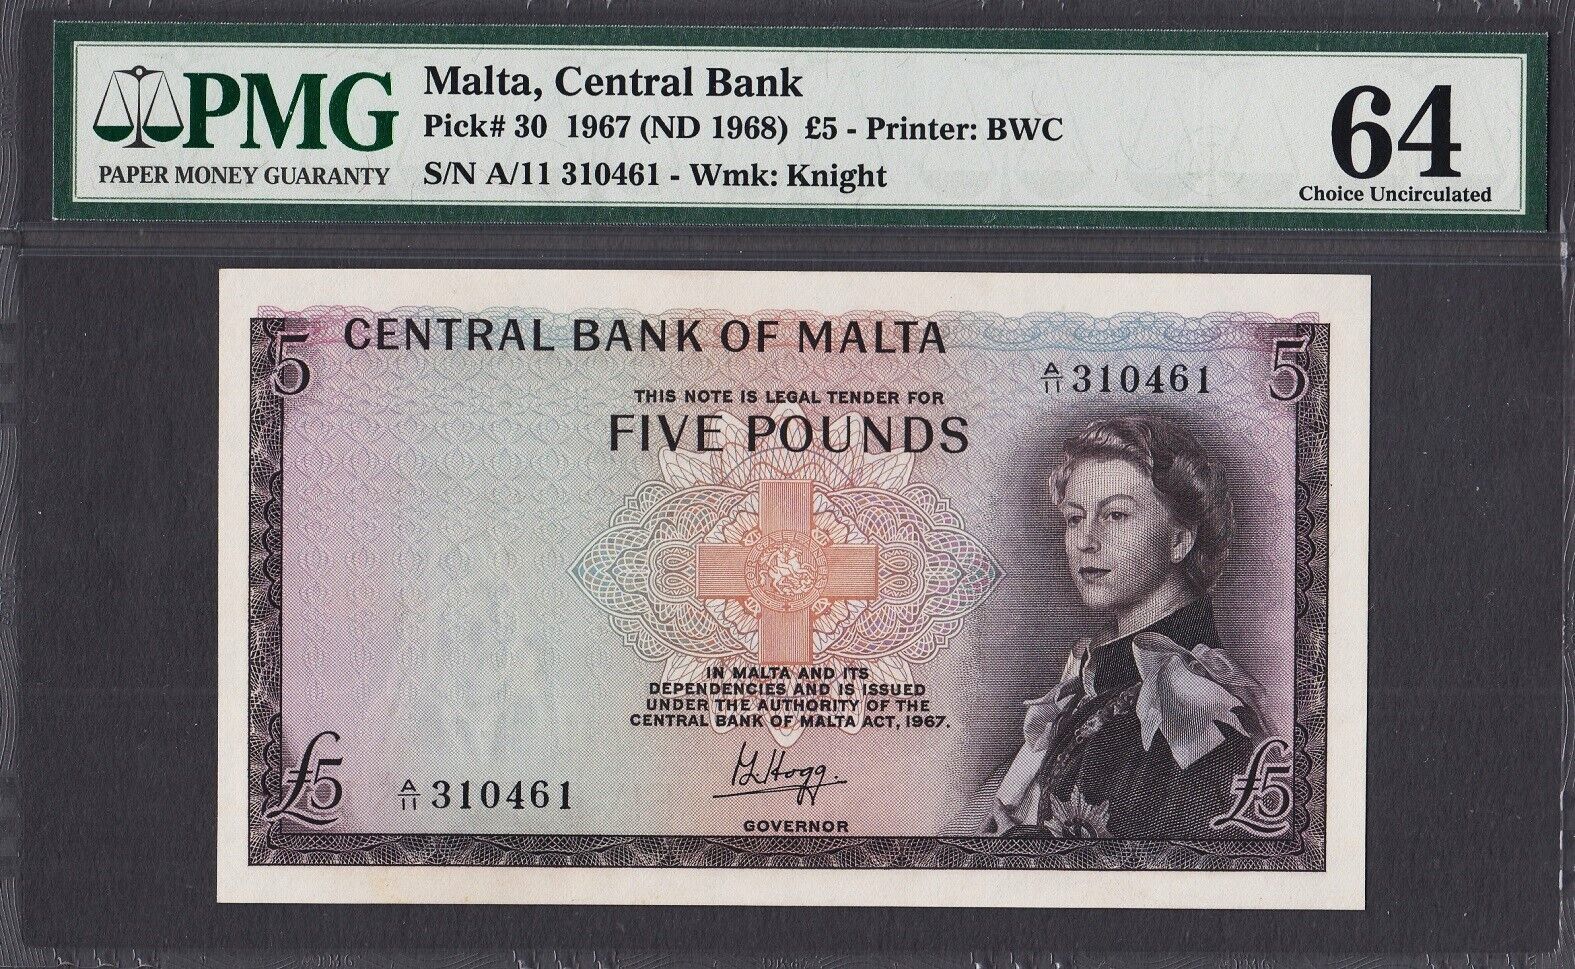 PMG
PAPER MONEY GUARANTY
Malta, Central Bank
Pick# 30 1967 (ND 1968) £5 - Printer: BWC
S/N A/11 310461 - Wmk: Knight
64
Choice Uncirculated
5 CENTRAL BANK OF MALTA
A/11 310461 5
THIS NOTE IS LEGAL TENDER FOR
FIVE POUNDS
IN MALTA AND ITS
DEPENDENCIES AND IS ISSUED
UNDER THE AUTHORITY OF THE
CENTRAL BANK OF MALTA ACT, 1967.
£5 A/11 310461
Hogg.
GOVERNOR
£5